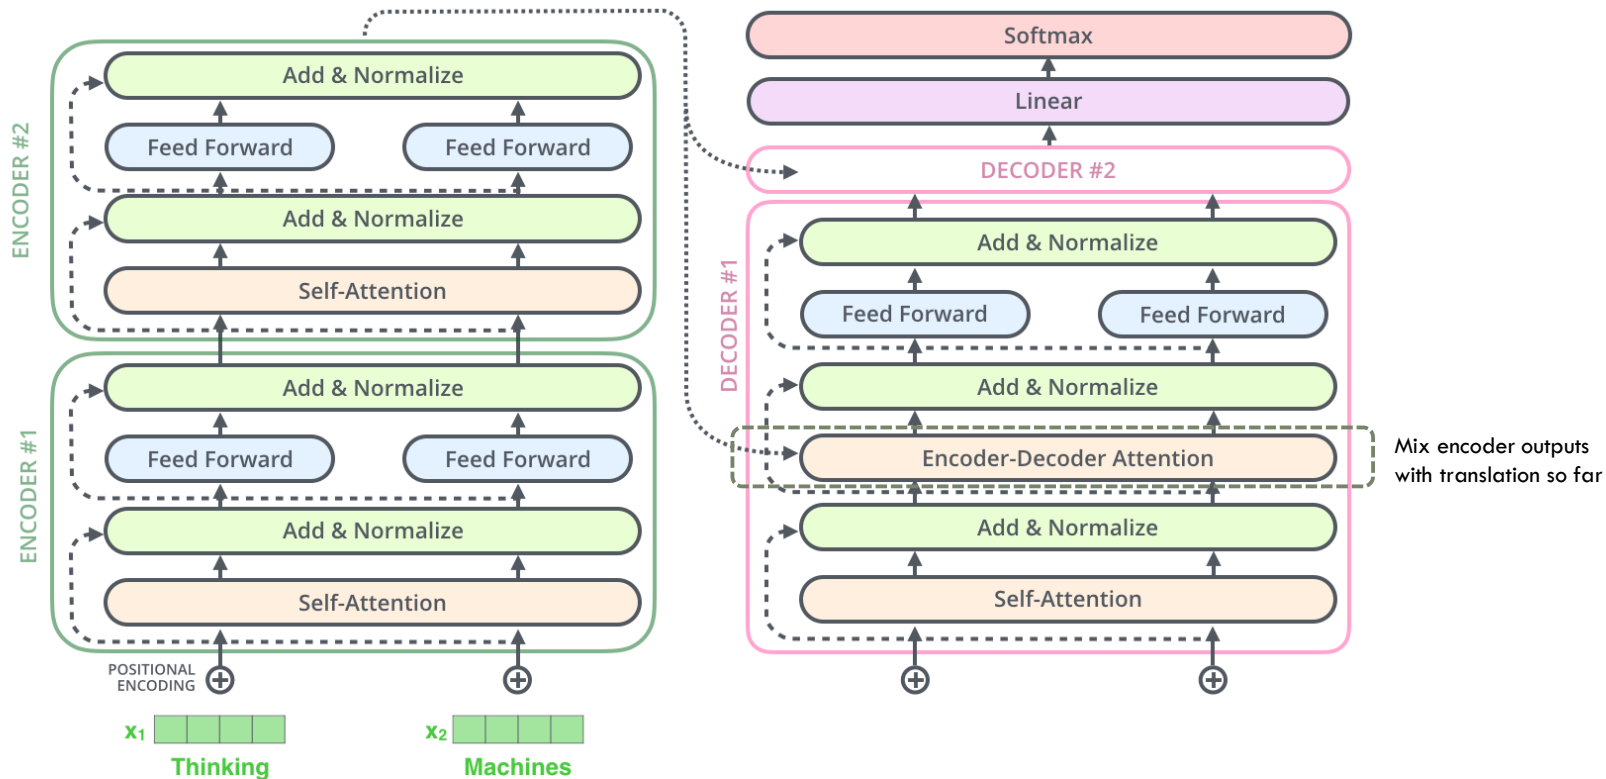 ENCODER #2
Add & Normalize
Feed Forward
Feed Forward
Add & Normalize
Self-Attention
ENCODER #1
Add & Normalize
Feed Forward
Feed Forward
Add & Normalize
Self-Attention
POSITIONAL
ENCODING
x₁
x₂
Thinking
Machines
Softmax
Linear
DECODER #2
DECODER #1
Add & Normalize
Feed Forward
Feed Forward
Add & Normalize
Encoder-Decoder Attention
Add & Normalize
Self-Attention
Mix encoder outputs
with translation so far